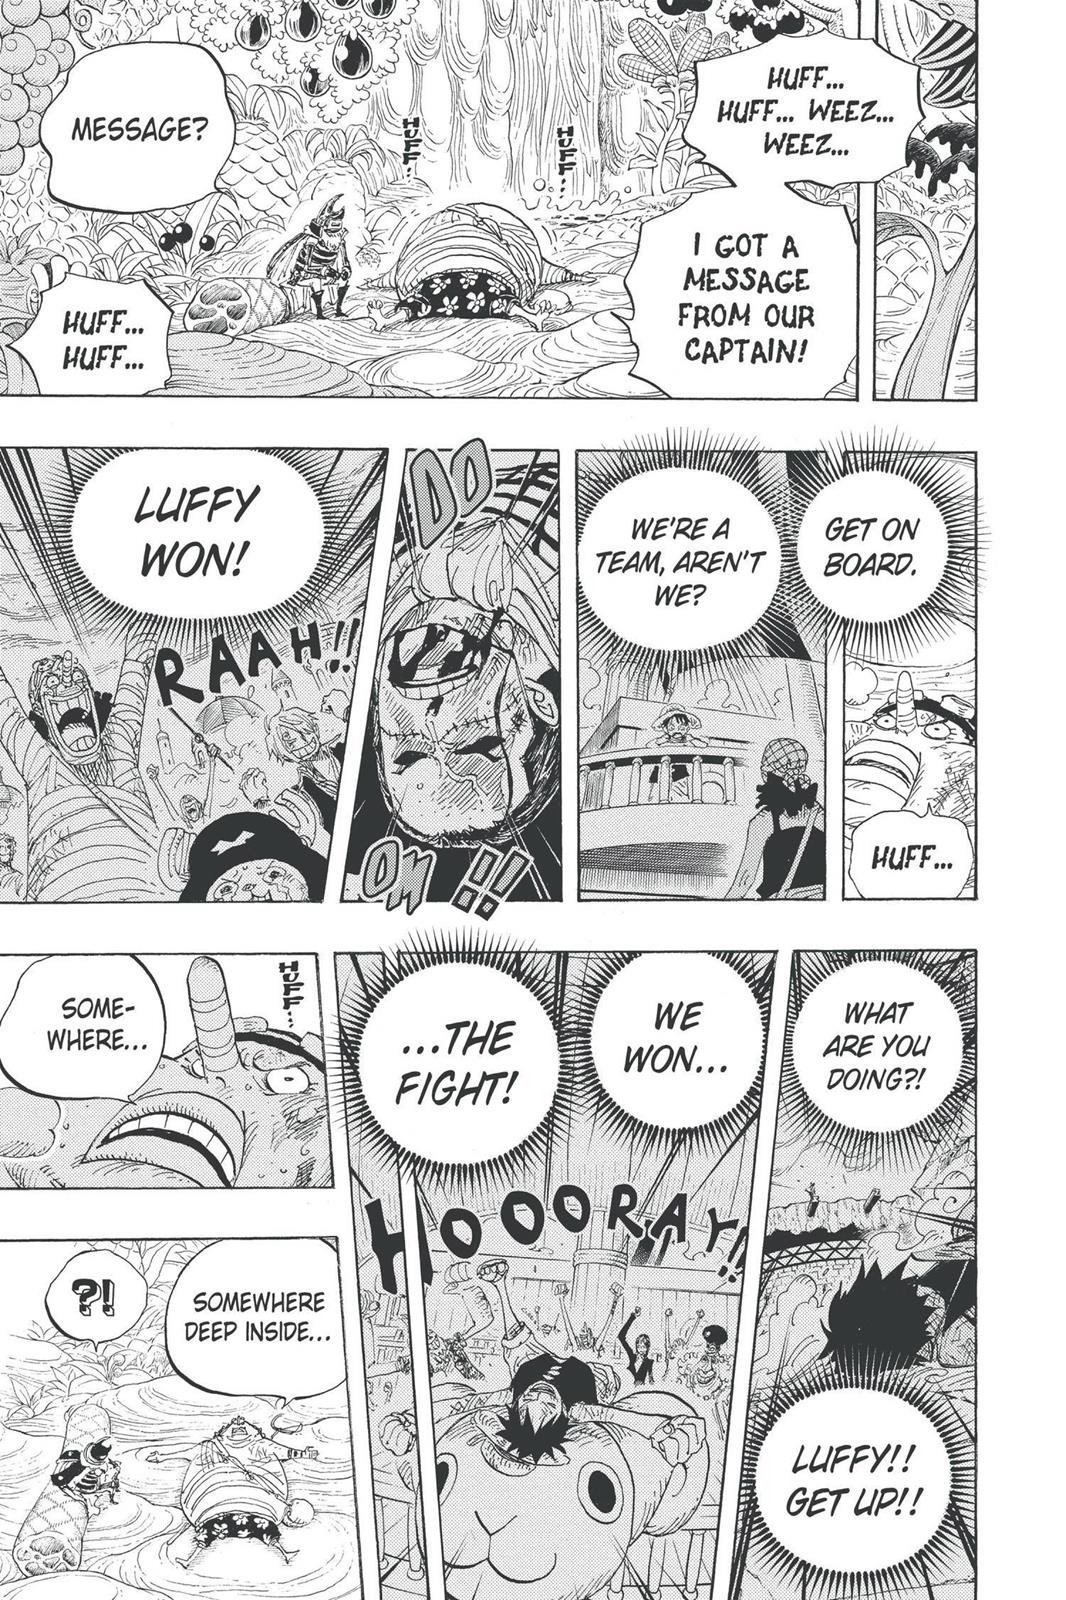 HUFF...
HUFF... WEEZ...
WEEZ...
I GOT A
MESSAGE
FROM OUR
CAPTAIN!
HUFF...
HUFF...
MESSAGE?
HUFF...
HUFF...
GET ON
BOARD.
HUFF...
WE'RE A
TEAM, AREN'T
WE?
DO
OM !!
LUFFY
WON!
RAAH!!
WHAT
ARE YOU
DOING?!
LUFFY!!
GET UP!!
WE
WON...
...THE
FIGHT!
HOOORAY!!
HUFF...
SOME-
WHERE...
SOMEWHERE
DEEP INSIDE...
?!